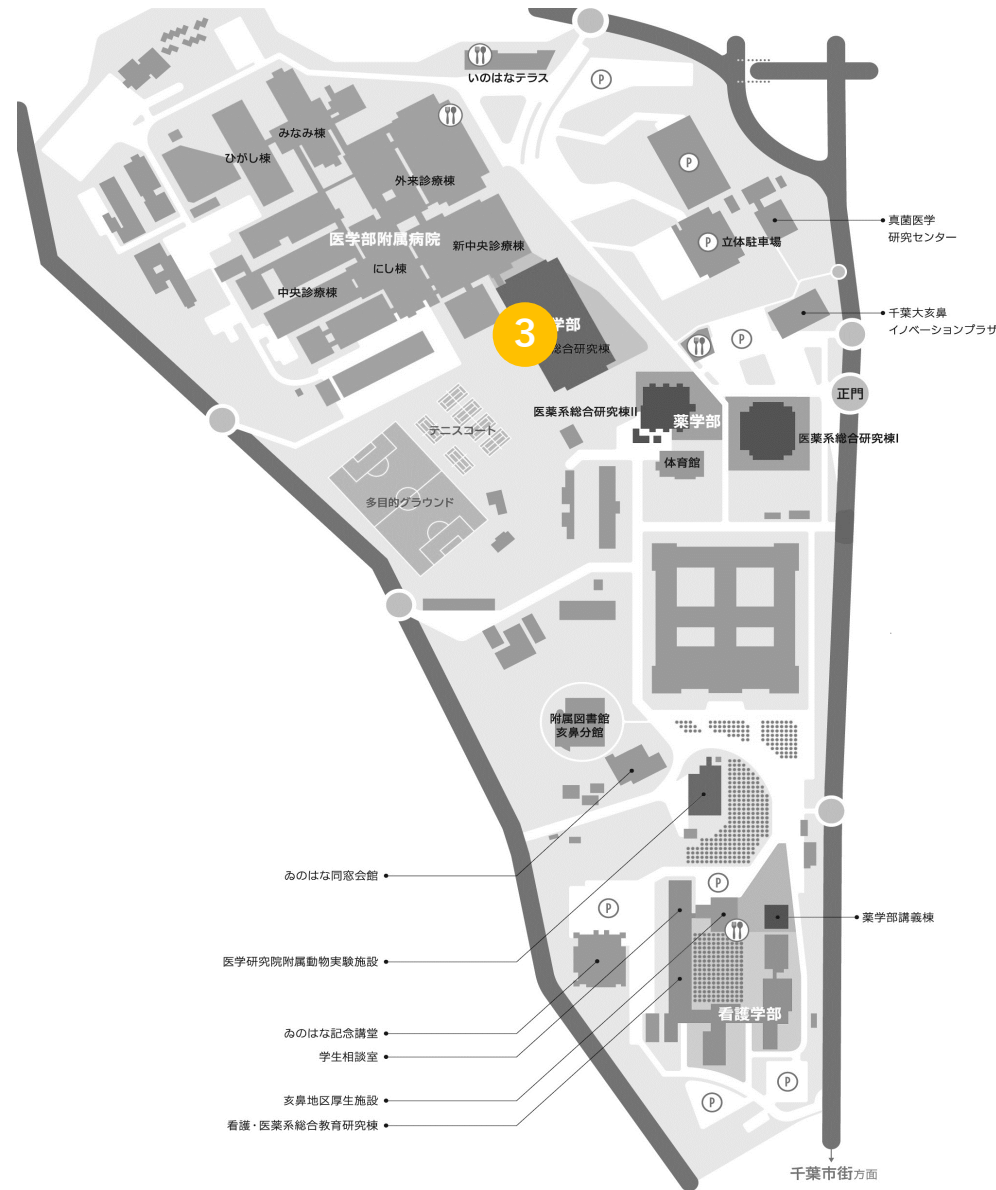 いのはなテラス
P
みなみ棟
ひがし棟
外来診療棟
P
真菌医学
研究センター
医学部附属病院
新中央診療棟
P
立体駐車場
にし棟
中央診療棟
千葉大亥鼻
イノベーションプラザ
3
学部
総合研究棟
P
正門
医薬系総合研究棟II
薬学部
医薬系総合研究棟I
テニスコート
体育館
多目的グラウンド
附属図書館
亥鼻分館
ゐのはな同窓会館
P
P
薬学部講義棟
医学研究院附属動物実験施設
看護学部
ゐのはな記念講堂
学生相談室
P
亥鼻地区厚生施設
P
看護・医薬系総合教育研究棟
千葉市街方面